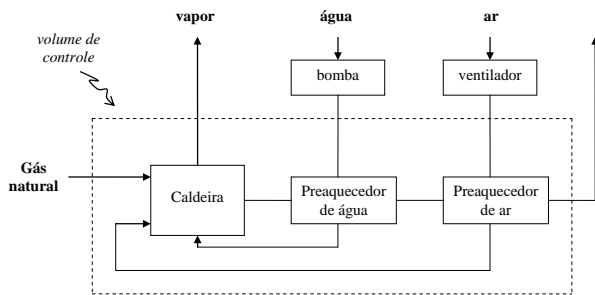 vapor
água
ar
volume de
controle
bomba
ventilador
Gás
natural
Caldeira
Preaquecedor
de água
Preaquecedor
de ar